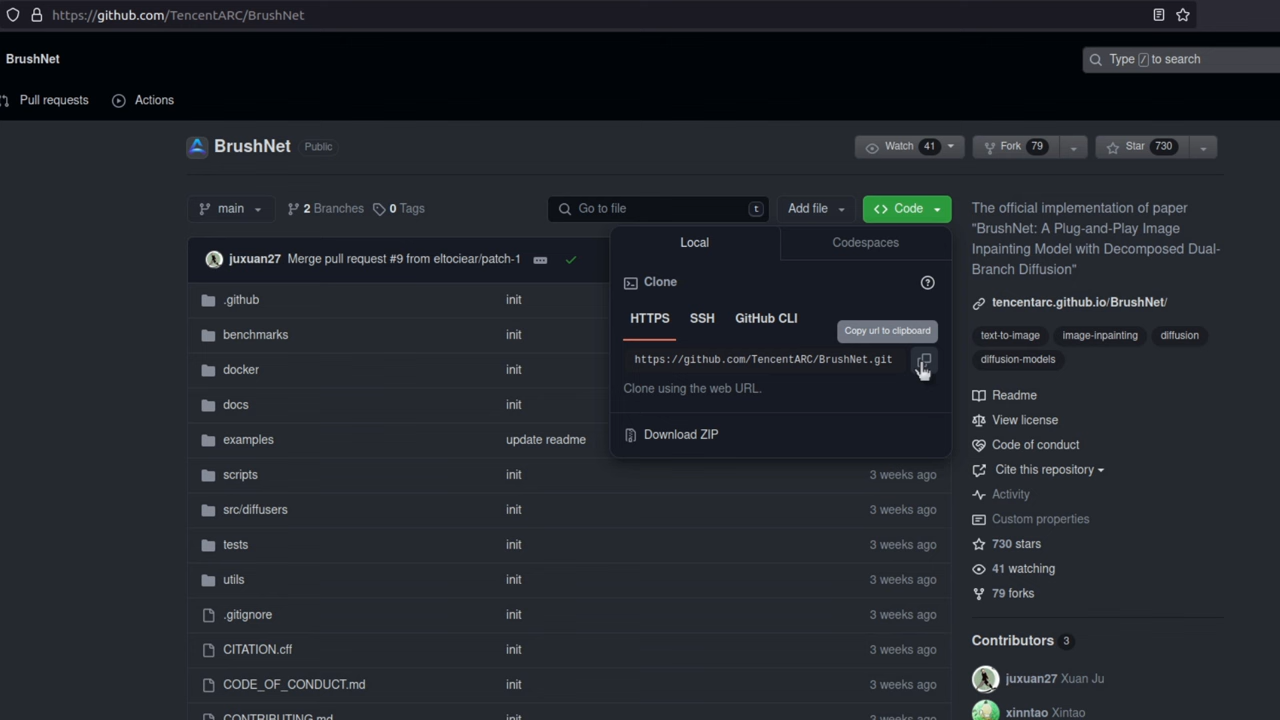 https://github.com/TencentARC/BrushNet
BrushNet
Type / to search
Pull requests
Actions
BrushNet
Public
Watch 41
Fork 79
Star 730
main
2 Branches
0 Tags
Go to file
t
Add file
<> Code
Local
Codespaces
Clone
HTTPS
SSH
GitHub CLI
Copy url to clipboard
https://github.com/TencentARC/BrushNet.git
Clone using the web URL.
Download ZIP
juxuan27 Merge pull request #9 from eltociear/patch-1
.github init
benchmarks init
docker init
docs init
examples update readme
scripts init 3 weeks ago
src/diffusers init 3 weeks ago
tests init 3 weeks ago
utils init 3 weeks ago
.gitignore init 3 weeks ago
CITATION.cff init 3 weeks ago
CODE_OF_CONDUCT.md init 3 weeks ago
CONTRIBUTING.md init 3 weeks ago
The official implementation of paper
"BrushNet: A Plug-and-Play Image
Inpainting Model with Decomposed Dual-
Branch Diffusion"
tencentarc.github.io/BrushNet/
text-to-image
image-inpainting
diffusion
diffusion-models
Readme
View license
Code of conduct
Cite this repository
Activity
Custom properties
730 stars
41 watching
79 forks
Contributors 3
juxuan27 Xuan Ju
xinntao Xintao